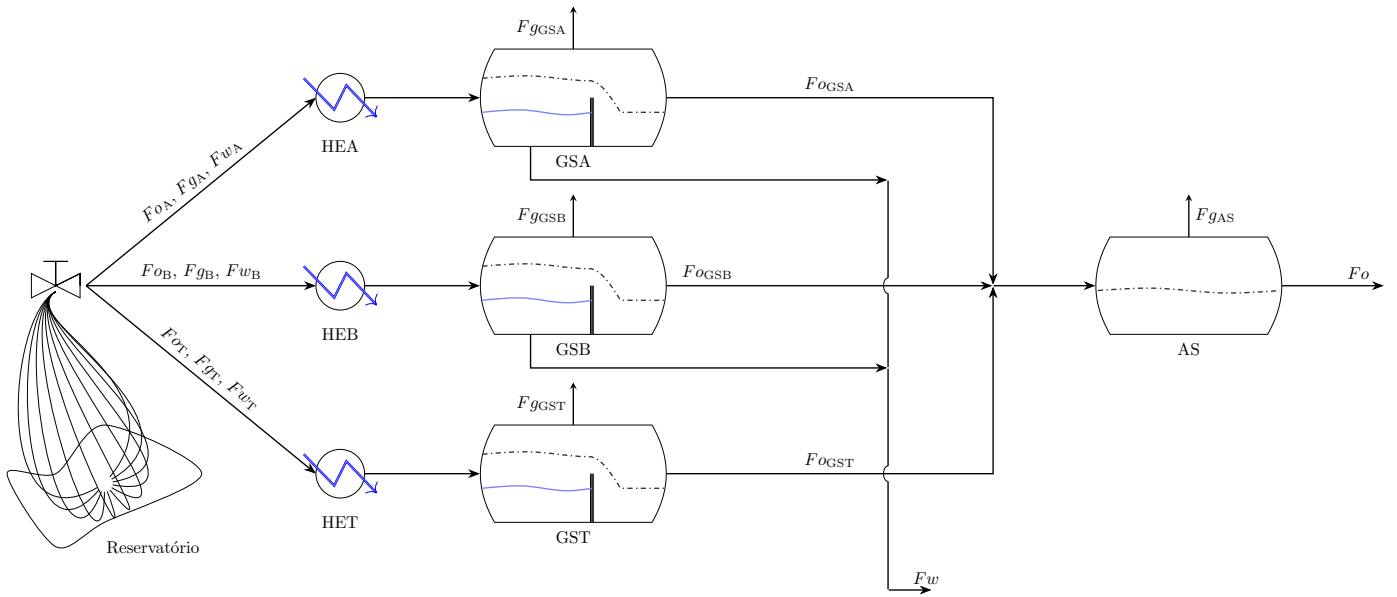 Fg_GSA
Fo_GSA
HEA
GSA
Fo_A, Fg_A, Fw_A
Fg_GSB
Fg_AS
Fo_B, Fg_B, Fw_B
Fo_GSB
Fo
HEB
GSB
AS
Fo_T, Fg_T, Fw_T
Fg_GST
Fo_GST
HET
GST
Reservatório
Fw